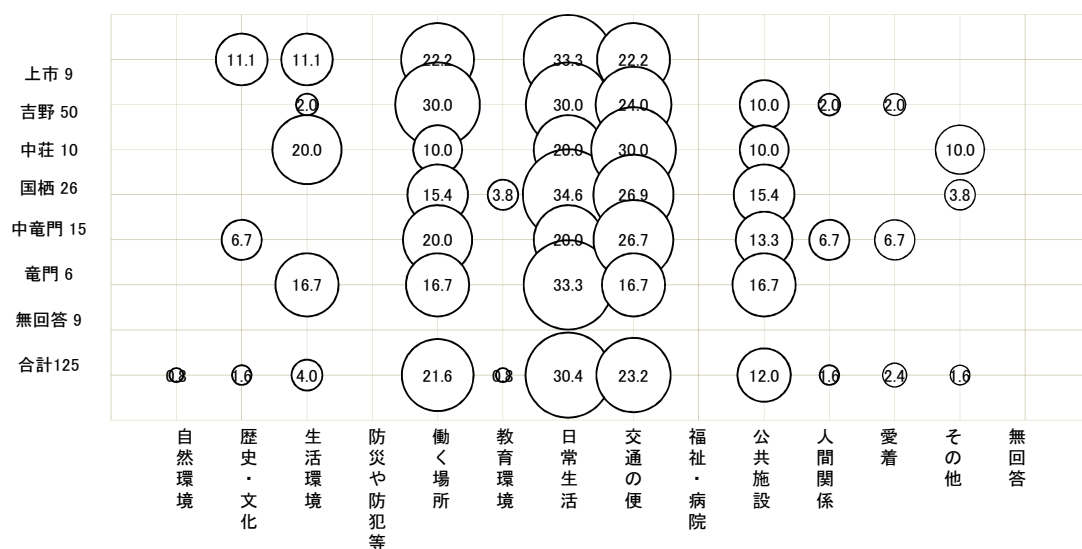 上市 9
11.1 11.1 22.2 33.3 22.2
吉野 50
2.0 30.0 30.0 24.0 10.0 2.0 2.0
中荘 10
20.0 10.0 20.0 30.0 10.0 10.0
国栖 26
15.4 3.8 34.6 26.9 15.4 3.8
中竜門 15
6.7 20.0 20.0 26.7 13.3 6.7 6.7
竜門 6
16.7 16.7 33.3 16.7 16.7
無回答 9
合計125
0.8 1.6 4.0 21.6 0.8 30.4 23.2 12.0 1.6 2.4 1.6
自然環境
歴史・文化
生活環境
防災や防犯等
働く場所
教育環境
日常生活
交通の便
福祉・病院
公共施設
人間関係
愛着
その他
無回答